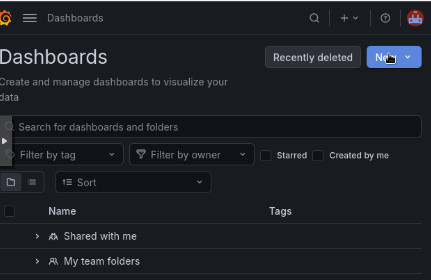 Dashboards
Dashboards
Recently deleted
New
Create and manage dashboards to visualize your
data
Search for dashboards and folders
Filter by tag
Filter by owner
Starred
Created by me
Sort
Name
Tags
Shared with me
My team folders